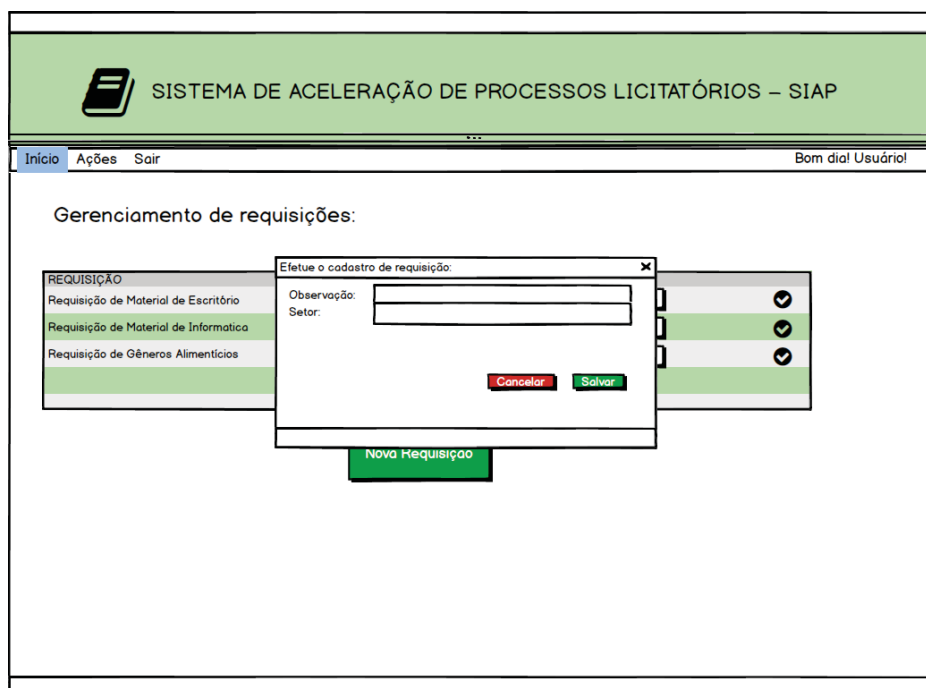 SISTEMA DE ACELERAÇÃO DE PROCESSOS LICITATÓRIOS – SIAP
Início Ações Sair Bom dia! Usuário!
Gerenciamento de requisições:
Efetue o cadastro de requisição:
REQUISIÇÃO
Observação:
Requisição de Material de Escritório
Setor:
Requisição de Material de Informatica
Requisição de Gêneros Alimentícios
Cancelar Salvar
Nova Requisição